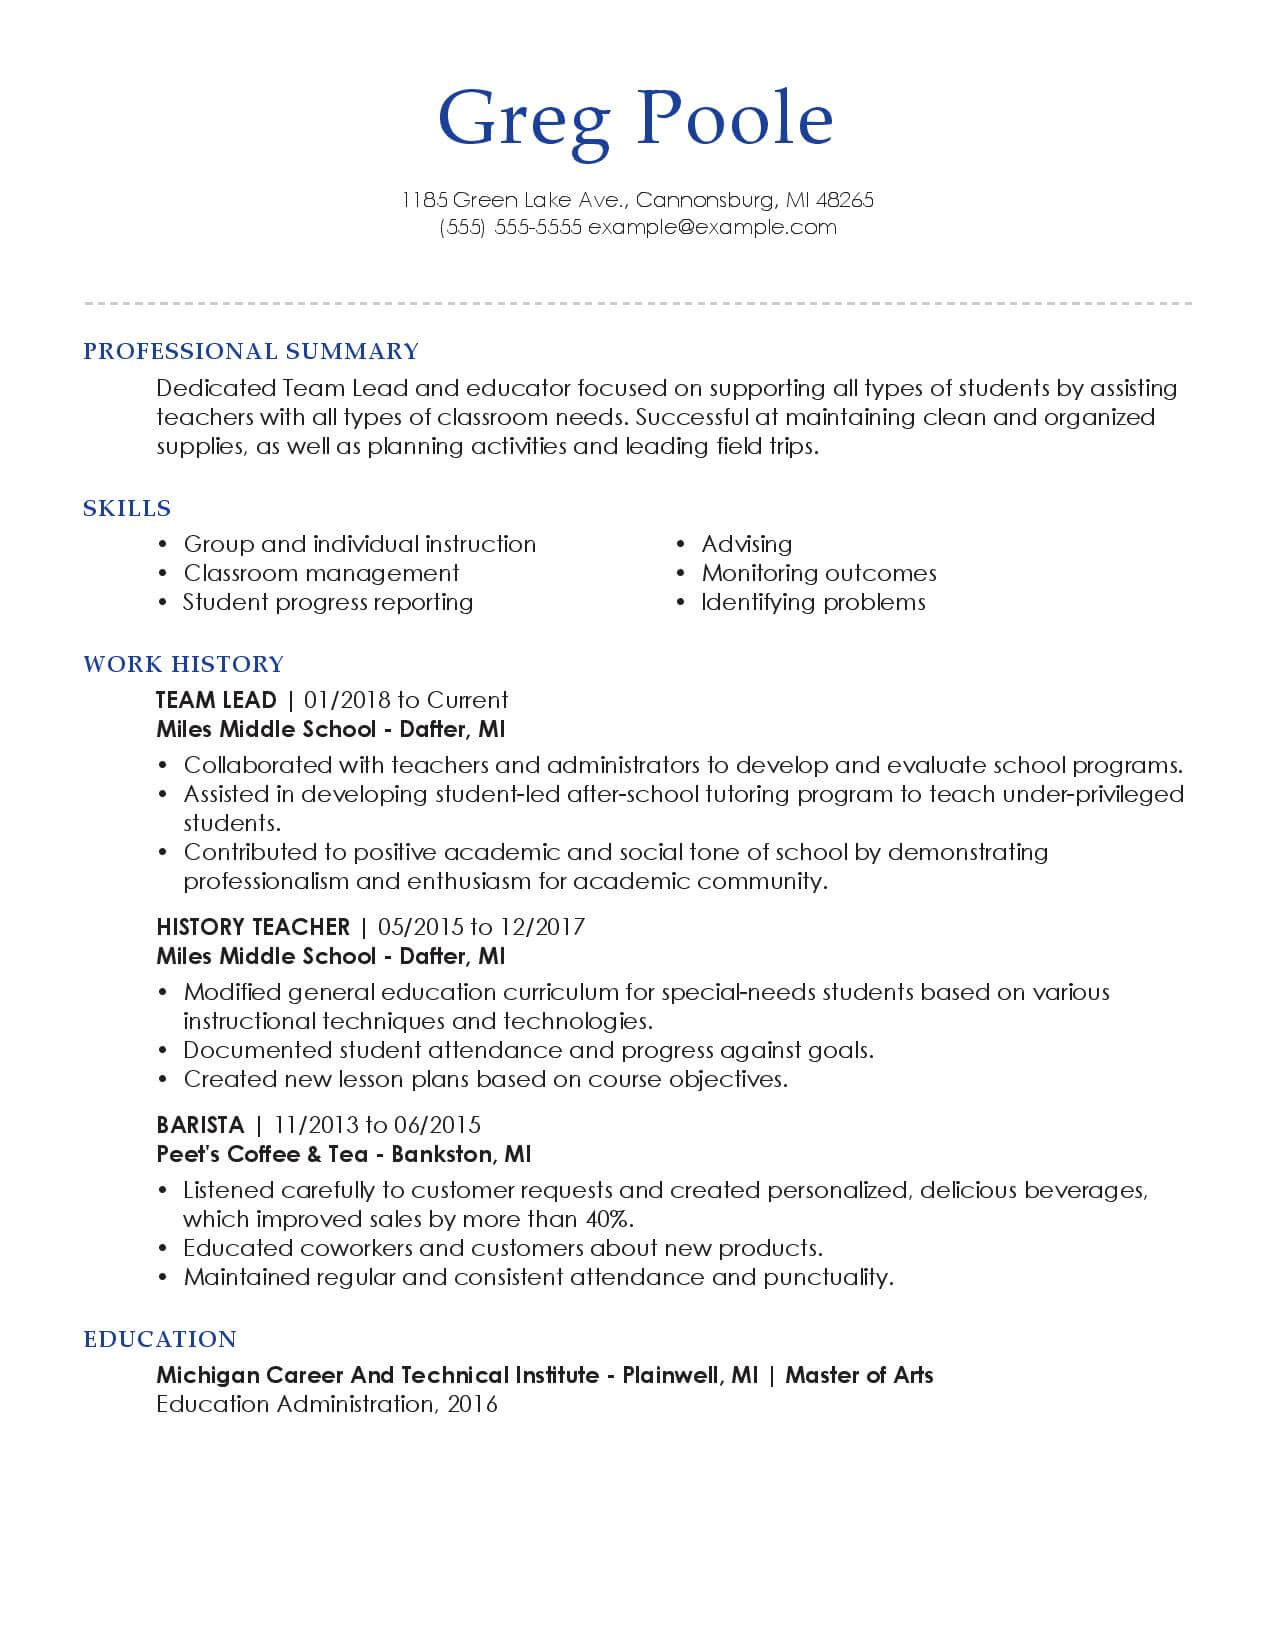 Greg Poole
1185 Green Lake Ave., Cannonsburg, MI 48265
(555) 555-5555 example@example.com
PROFESSIONAL SUMMARY
Dedicated Team Lead and educator focused on supporting all types of students by assisting
teachers with all types of classroom needs. Successful at maintaining clean and organized
supplies, as well as planning activities and leading field trips.
SKILLS
• Group and individual instruction
• Classroom management
• Student progress reporting
• Advising
• Monitoring outcomes
• Identifying problems
WORK HISTORY
TEAM LEAD | 01/2018 to Current
Miles Middle School - Dafter, MI
• Collaborated with teachers and administrators to develop and evaluate school programs.
• Assisted in developing student-led after-school tutoring program to teach under-privileged
students.
• Contributed to positive academic and social tone of school by demonstrating
professionalism and enthusiasm for academic community.
HISTORY TEACHER | 05/2015 to 12/2017
Miles Middle School - Dafter, MI
• Modified general education curriculum for special-needs students based on various
instructional techniques and technologies.
• Documented student attendance and progress against goals.
• Created new lesson plans based on course objectives.
BARISTA | 11/2013 to 06/2015
Peet's Coffee & Tea - Bankston, MI
• Listened carefully to customer requests and created personalized, delicious beverages,
which improved sales by more than 40%.
• Educated coworkers and customers about new products.
• Maintained regular and consistent attendance and punctuality.
EDUCATION
Michigan Career And Technical Institute - Plainwell, MI | Master of Arts
Education Administration, 2016